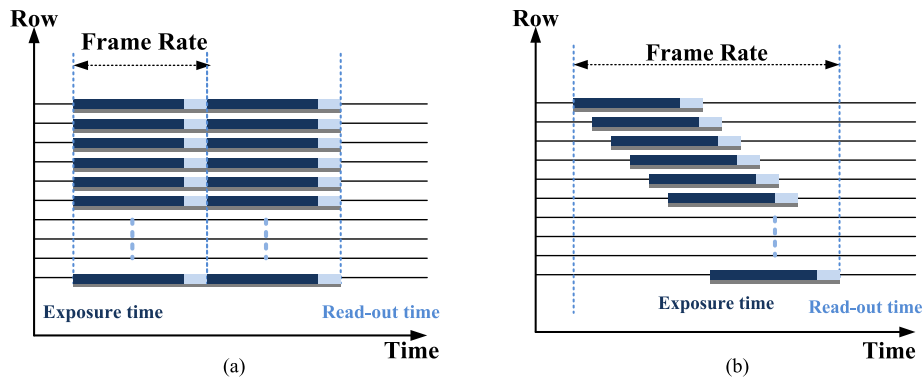 Row
Frame Rate
Exposure time
Read-out time
Time
(a)
Row
Frame Rate
Exposure time
Read-out time
Time
(b)